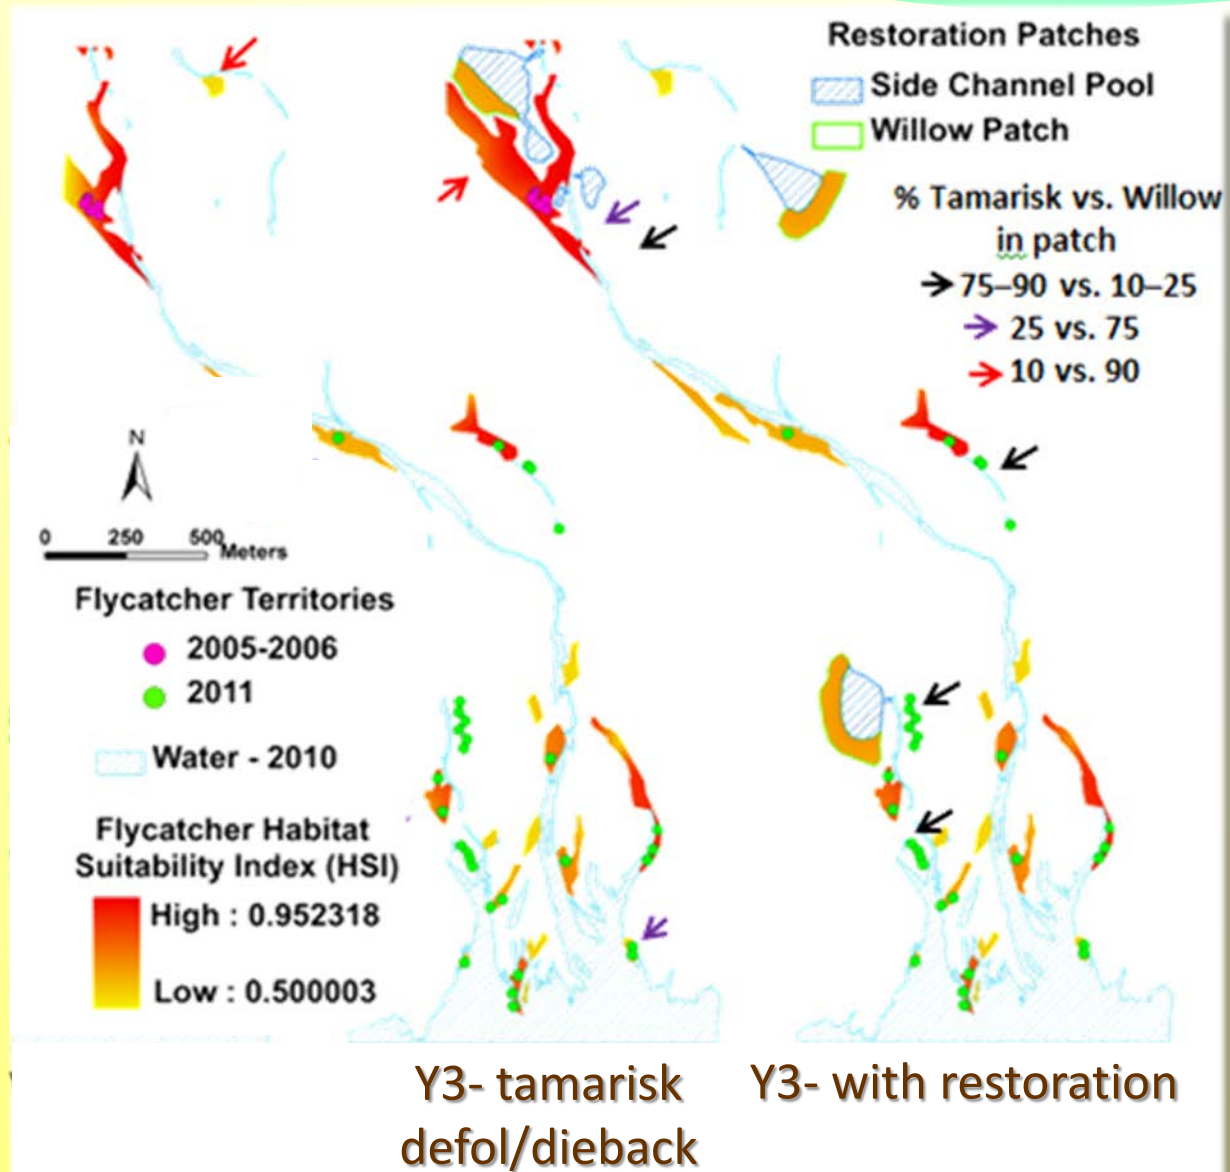 Restoration Patches
Side Channel Pool
Willow Patch
% Tamarisk vs. Willow
in patch
75–90 vs. 10–25
25 vs. 75
10 vs. 90
N
0 250 500
Meters
Flycatcher Territories
2005-2006
2011
Water - 2010
Flycatcher Habitat
Suitability Index (HSI)
High : 0.952318
Low : 0.500003
Y3- tamarisk
defol/dieback
Y3- with restoration